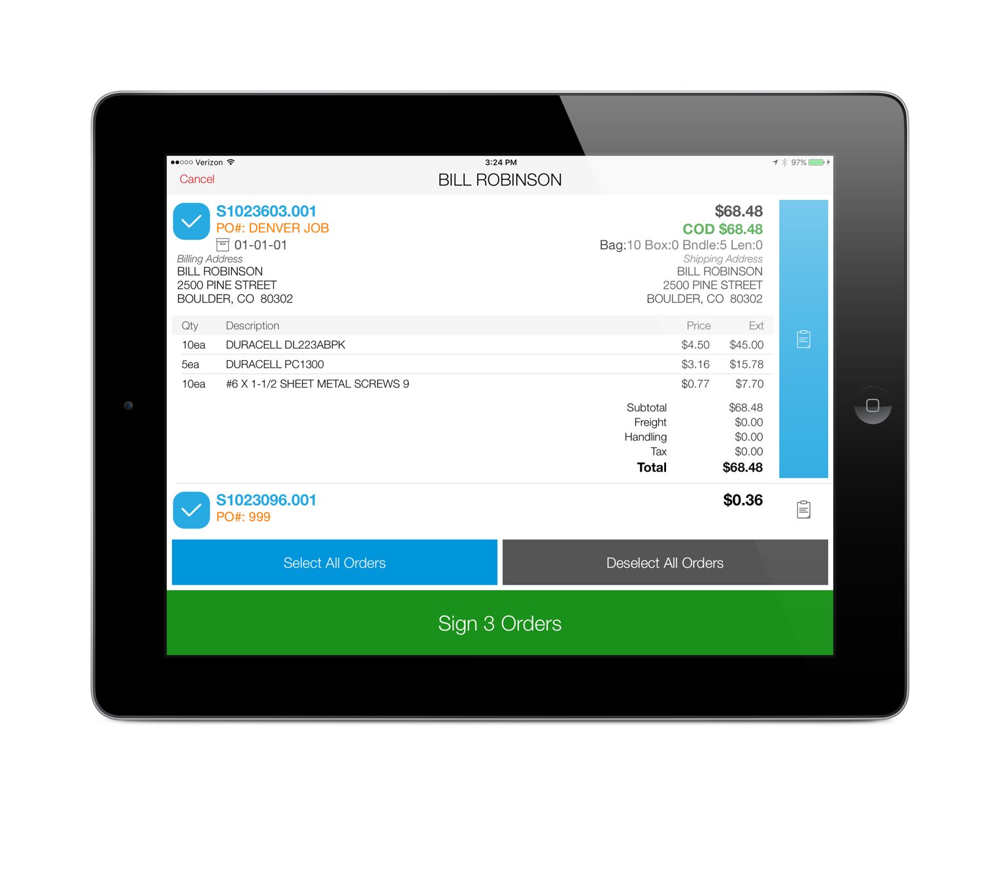 Verizon 3:24 PM 97%
Cancel BILL ROBINSON
S1023603.001 $68.48
PO#: DENVER JOB COD $68.48
01-01-01 Bag:10 Box:0 Bndle:5 Len:0
Billing Address Shipping Address
BILL ROBINSON BILL ROBINSON
2500 PINE STREET 2500 PINE STREET
BOULDER, CO 80302 BOULDER, CO 80302
Qty Description Price Ext
10ea DURACELL DL223ABPK $4.50 $45.00
5ea DURACELL PC1300 $3.16 $15.78
10ea #6 X 1-1/2 SHEET METAL SCREWS 9 $0.77 $7.70
Subtotal $68.48
Freight $0.00
Handling $0.00
Tax $0.00
Total $68.48
S1023096.001 $0.36
PO#: 999
Select All Orders Deselect All Orders
Sign 3 Orders